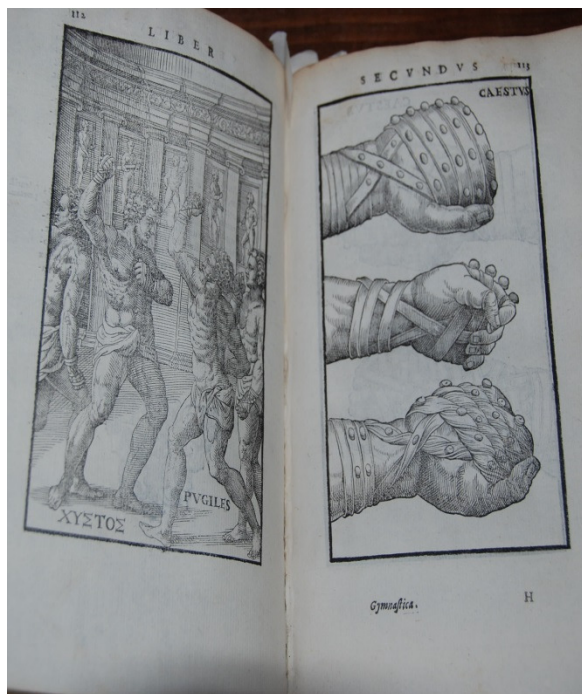 112
LIBER
ΧΥΣΤΟΣ
PVGILES
SECVNDVS 113
CAESTVS
Gymnastica.
H